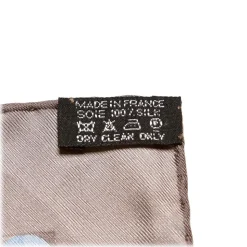 MADE IN FRANCE
SOIE 100% SILK
DRY CLEAN ONLY